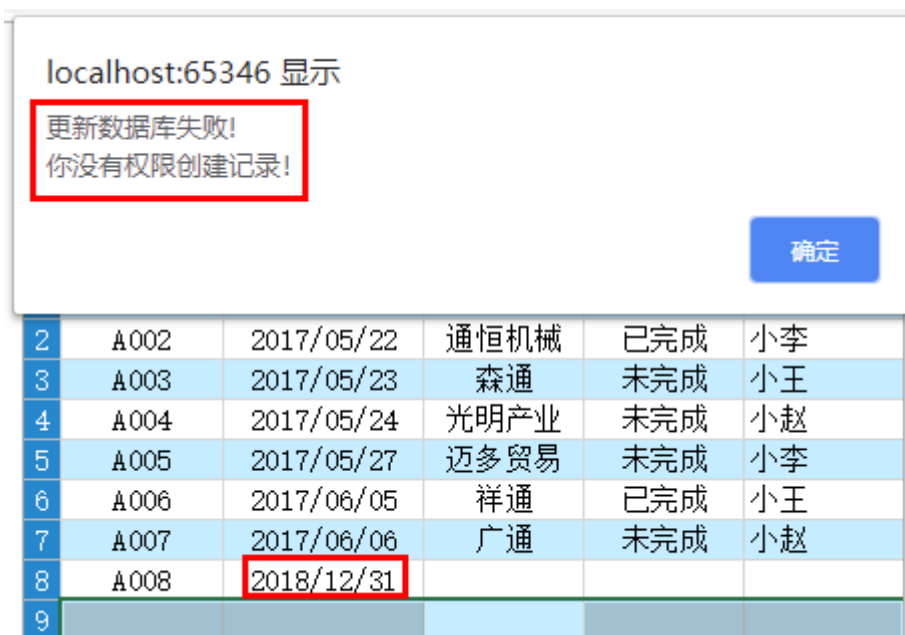 localhost:65346 显示
更新数据库失败!
你没有权限创建记录!
确定
2 A002 2017/05/22 通恒机械 已完成 小李
3 A003 2017/05/23 森通 未完成 小王
4 A004 2017/05/24 光明产业 未完成 小赵
5 A005 2017/05/27 迈多贸易 未完成 小李
6 A006 2017/06/05 祥通 已完成 小王
7 A007 2017/06/06 广通 未完成 小赵
8 A008 2018/12/31
9